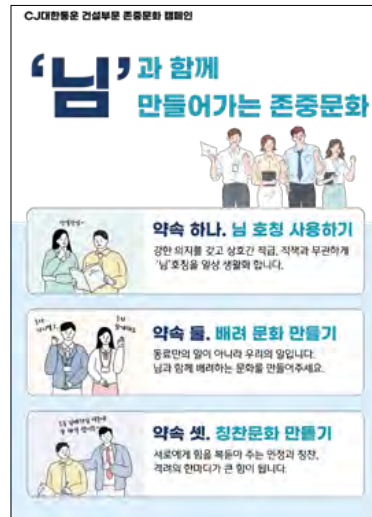 CJ대한통운 건설부문 존중문화 캠페인
‘님’과 함께
만들어가는 존중문화
약속 하나. 님 호칭 사용하기
강한 의지를 갖고 상호간 직급, 직책과 무관하게
‘님’호칭을 일상 생활화 합니다.
약속 둘. 배려 문화 만들기
동료만의 일이 아니라 우리의 일입니다.
님과 함께 배려하는 문화를 만들어주세요.
약속 셋. 칭찬문화 만들기
서로에게 힘을 북돋아 주는 인정과 칭찬,
격려의 한마디가 큰 힘이 됩니다.